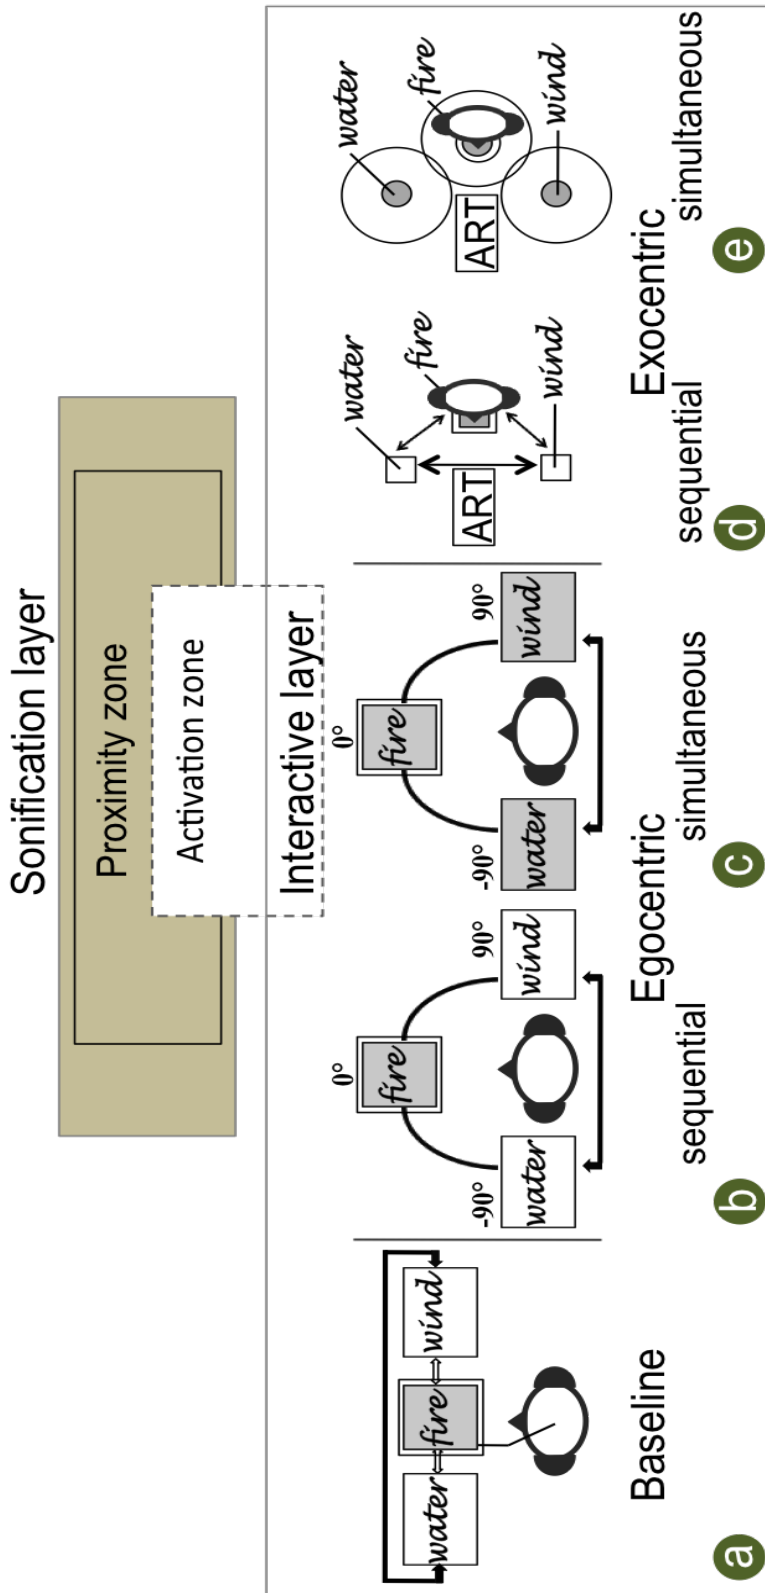 Sonification layer
Proximity zone
Activation zone
Interactive layer
water
fire
wind
Baseline
a
0°
-90°
90°
fire
water
wind
sequential
b
0°
-90°
90°
fire
water
wind
simultaneous
c
Egocentric
water
fire
wind
ART
sequential
d
water
fire
wind
ART
simultaneous
e
Exocentric